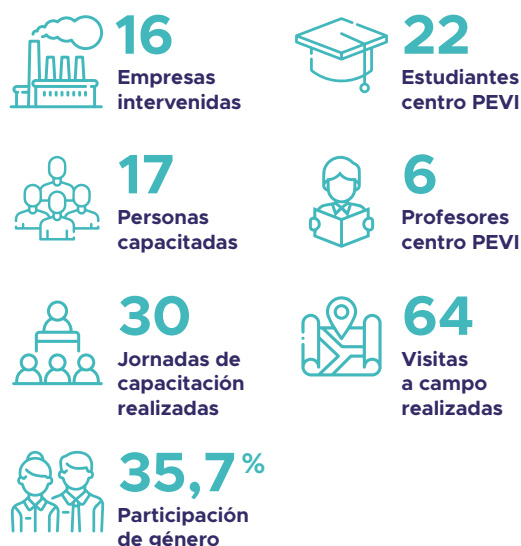 16
Empresas
intervenidas
22
Estudiantes
centro PEVI
17
Personas
capacitadas
6
Profesores
centro PEVI
30
Jornadas de
capacitación
realizadas
64
Visitas
a campo
realizadas
35,7 %
Participación
de género